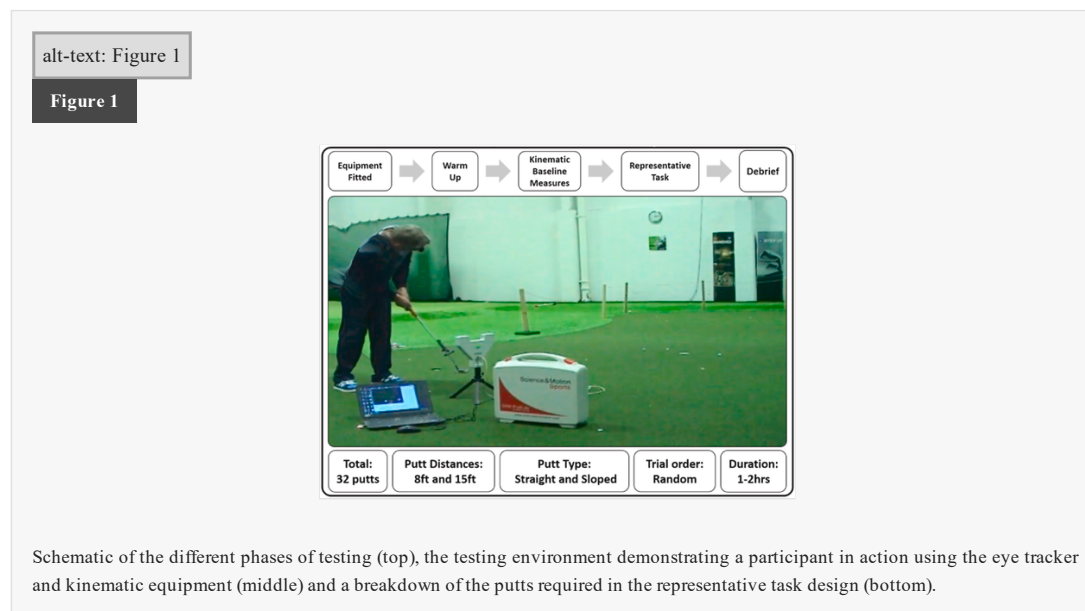 alt-text: Figure 1
Figure 1
Equipment
Fitted
Warm
Up
Kinematic
Baseline
Measures
Representative
Task
Debrief
Science&Motion
Sports
Total:
32 putts
Putt Distances:
8ft and 15ft
Putt Type:
Straight and Sloped
Trial order:
Random
Duration:
1-2hrs
Schematic of the different phases of testing (top), the testing environment demonstrating a participant in action using the eye tracker
and kinematic equipment (middle) and a breakdown of the putts required in the representative task design (bottom).